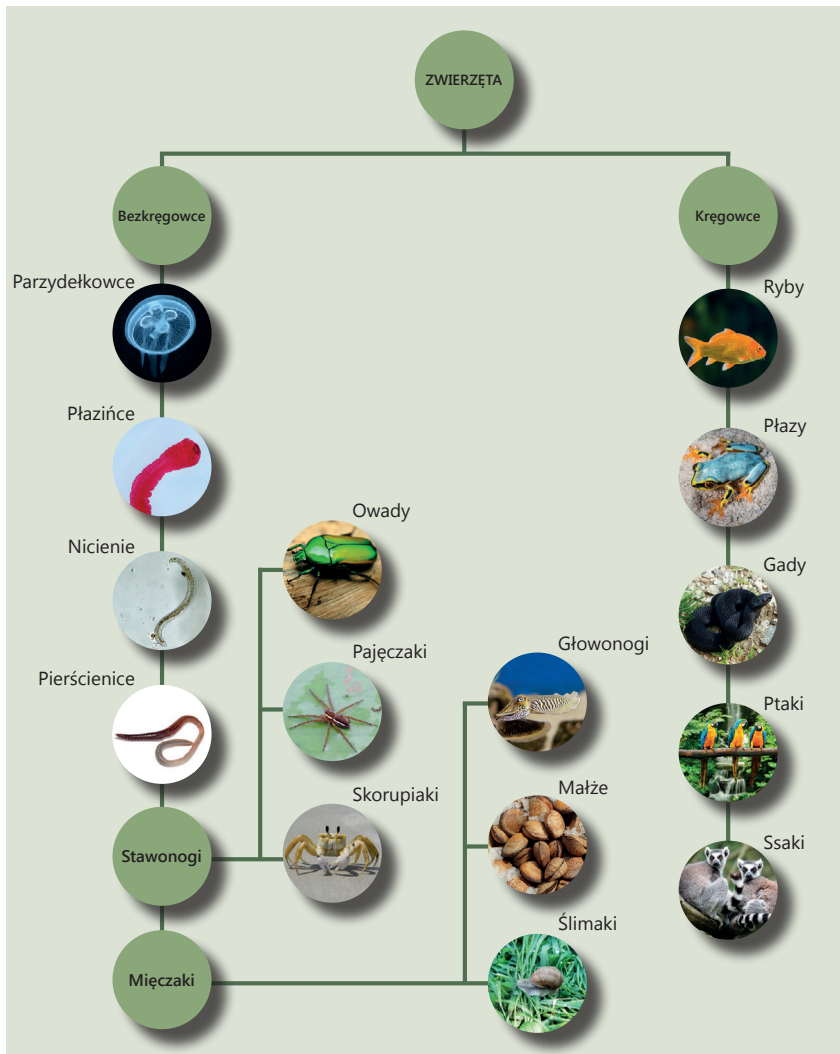 ZWIERZĘTA
Bezkręgowce
Kręgowce
Parzydełkowce
Ryby
Płazińce
Płazy
Owady
Nicienie
Gady
Pajęczaki
Głowonogi
Pierścienice
Ptaki
Skorupiaki
Małże
Stawonogi
Ssaki
Ślimaki
Mięczaki